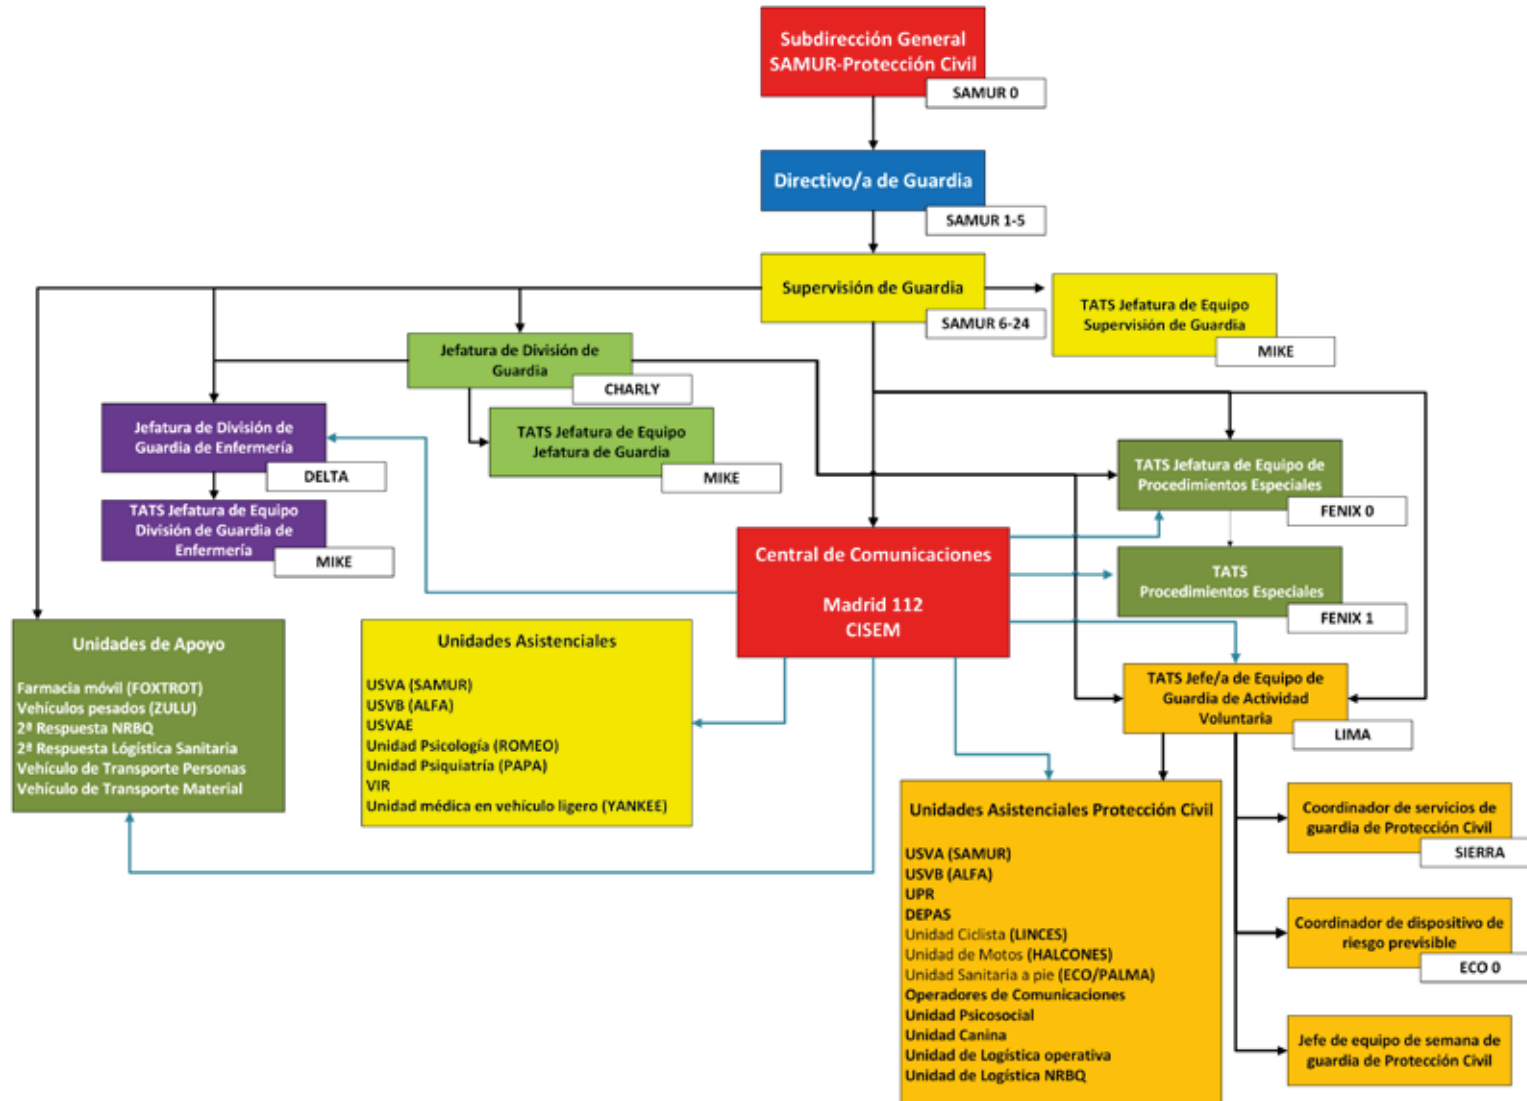 Subdirección General
SAMUR-Protección Civil
SAMUR 0
Directivo/a de Guardia
SAMUR 1-5
Supervisión de Guardia
SAMUR 6-24
TATS Jefatura de Equipo
Supervisión de Guardia
MIKE
Jefatura de División de
Guardia
CHARLY
TATS Jefatura de Equipo
Jefatura de Guardia
MIKE
Jefatura de División de
Guardia de Enfermería
DELTA
TATS Jefatura de Equipo
División de Guardia de
Enfermería
MIKE
TATS Jefatura de Equipo de
Procedimientos Especiales
FENIX 0
TATS
Procedimientos Especiales
FENIX 1
Central de Comunicaciones
Madrid 112
CISEM
Unidades de Apoyo
Farmacia móvil (FOXTROT)
Vehículos pesados (ZULU)
2ª Respuesta NRBQ
2ª Respuesta Lógística Sanitaria
Vehículo de Transporte Personas
Vehículo de Transporte Material
Unidades Asistenciales
USVA (SAMUR)
USVB (ALFA)
USVAE
Unidad Psicología (ROMEO)
Unidad Psiquiatría (PAPA)
VIR
Unidad médica en vehículo ligero (YANKEE)
TATS Jefe/a de Equipo de
Guardia de Actividad
Voluntaria
LIMA
Unidades Asistenciales Protección Civil
USVA (SAMUR)
USVB (ALFA)
UPR
DEPAS
Unidad Ciclista (LINCES)
Unidad de Motos (HALCONES)
Unidad Sanitaria a pie (ECO/PALMA)
Operadores de Comunicaciones
Unidad Psicosocial
Unidad Canina
Unidad de Logística operativa
Unidad de Logística NRBQ
Coordinador de servicios de
guardia de Protección Civil
SIERRA
Coordinador de dispositivo de
riesgo previsible
ECO 0
Jefe de equipo de semana de
guardia de Protección Civil